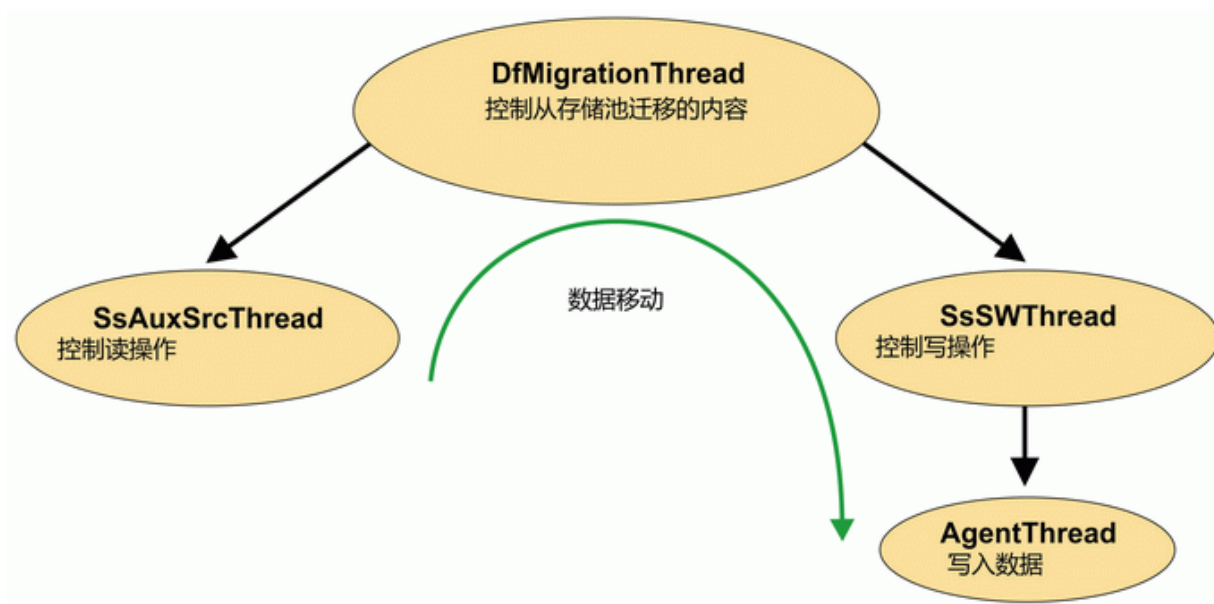 DfMigrationThread
控制从存储池迁移的内容
SsAuxSrcThread
控制读操作
数据移动
SsSWThread
控制写操作
AgentThread
写入数据